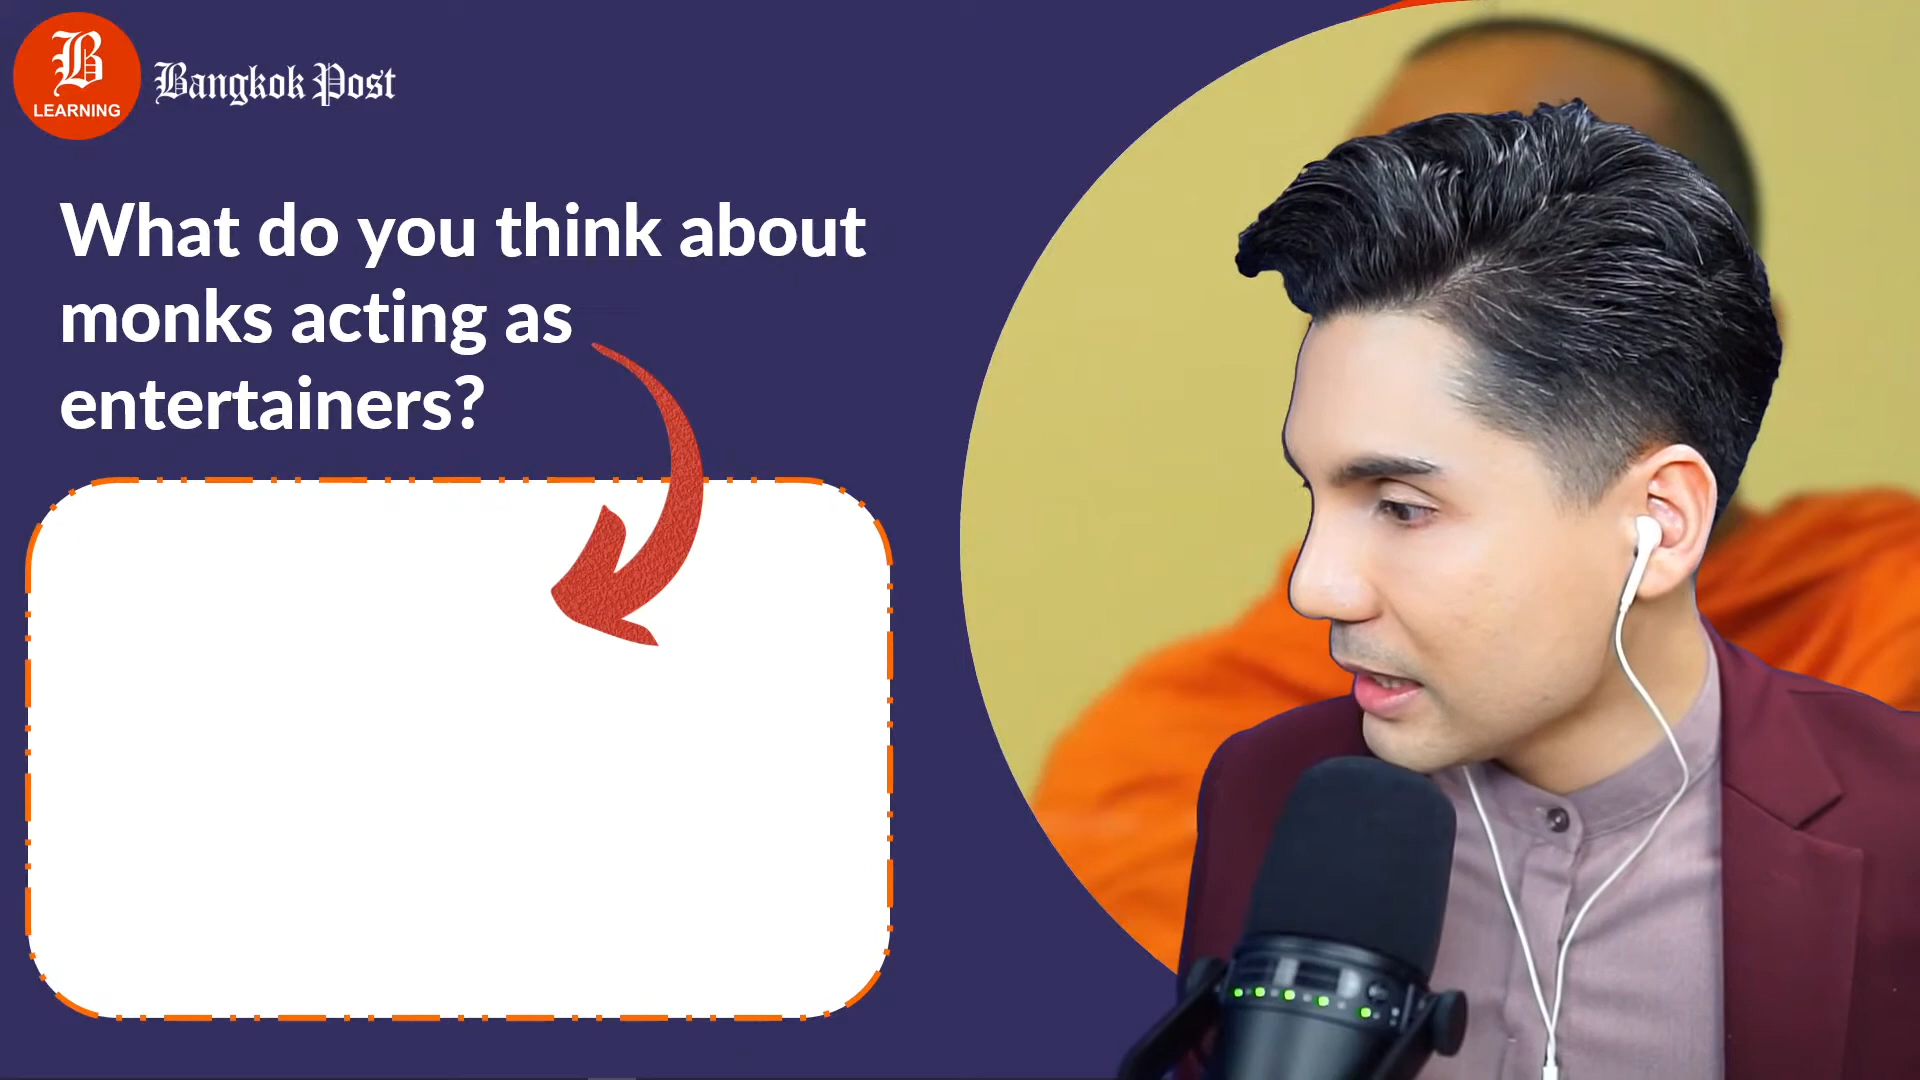 B
LEARNING
Bangkok Post
What do you think about
monks acting as
entertainers?